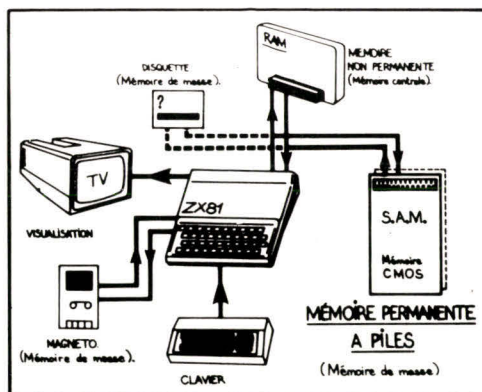 RAM
MEMOIRE
NON PERMANENTE
(Mémoire centrale).
DISQUETTE
(Mémoire de masse).
?
TV
ZX81
VISUALISATION
S.A.M.
Mémoire
CMOS
MAGNETO.
(Mémoire de masse).
CLAVIER
MÉMOIRE PERMANENTE
A PÎLES
(Mémoire de masse)